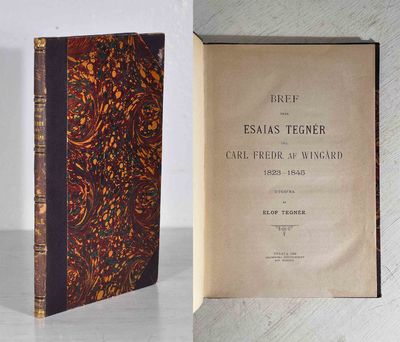 BREF
FRÅN
ESAIAS TEGNÉR
TILL
CARL FREDR. AF WINGÅRD
1823–1845
UTGIFNA
AF
ELOF TEGNÉR